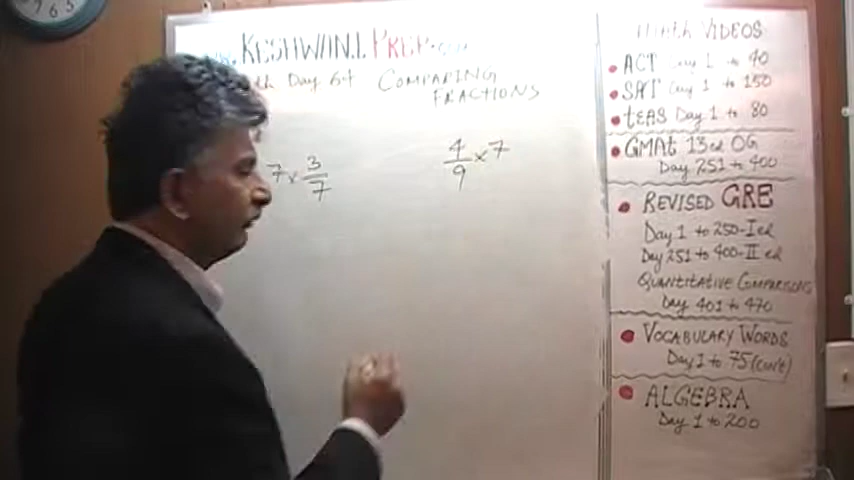 KESHWANI PREP.com
Day 64 COMPARING
FRACTIONS
7 x 3/7
4/9 x 7
Math VIDEOS
ACT Day 1 to 40
SAT Day 1 to 150
TEAS Day 1 to 80
GMAT 13ed OG
Day 251 to 400
REVISED GRE
Day 1 to 250-I ed
Day 251 to 400-II ed
QUANTITATIVE COMPARISONS
Day 401 to 470
VOCABULARY WORDS
Day 1 to 75 (con't)
ALGEBRA
Day 1 to 200